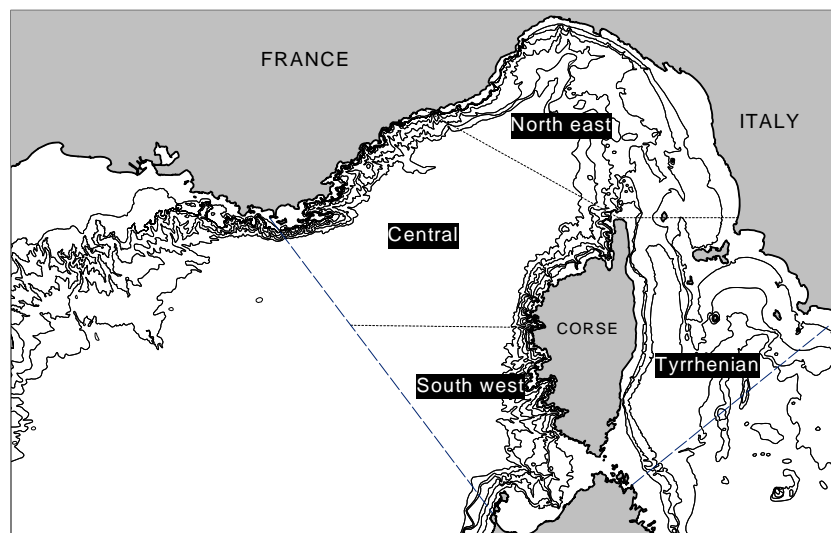 FRANCE
North east
ITALY
Central
CORSE
Tyrrhenian
South west